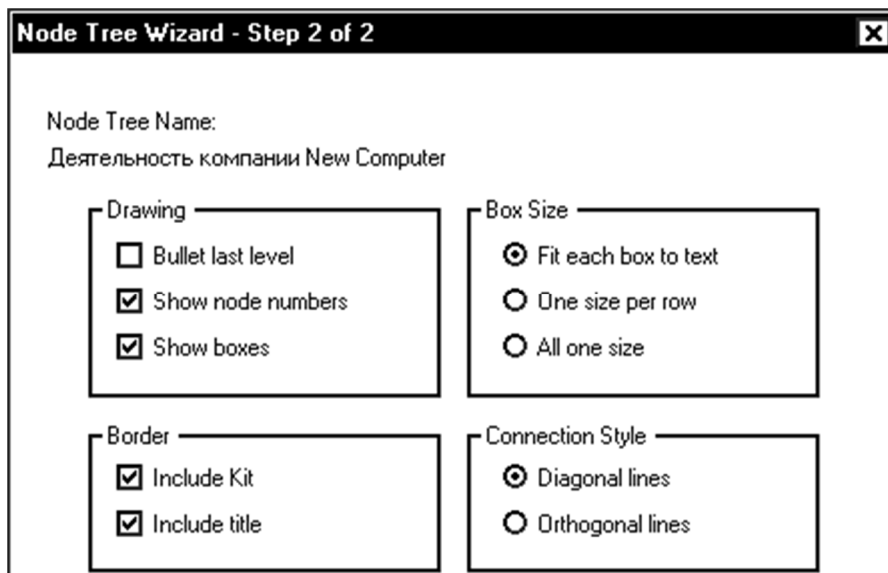 Node Tree Wizard - Step 2 of 2
Node Tree Name:
Деятельность компании New Computer
Drawing
Bullet last level
Show node numbers
Show boxes
Box Size
Fit each box to text
One size per row
All one size
Border
Include Kit
Include title
Connection Style
Diagonal lines
Orthogonal lines